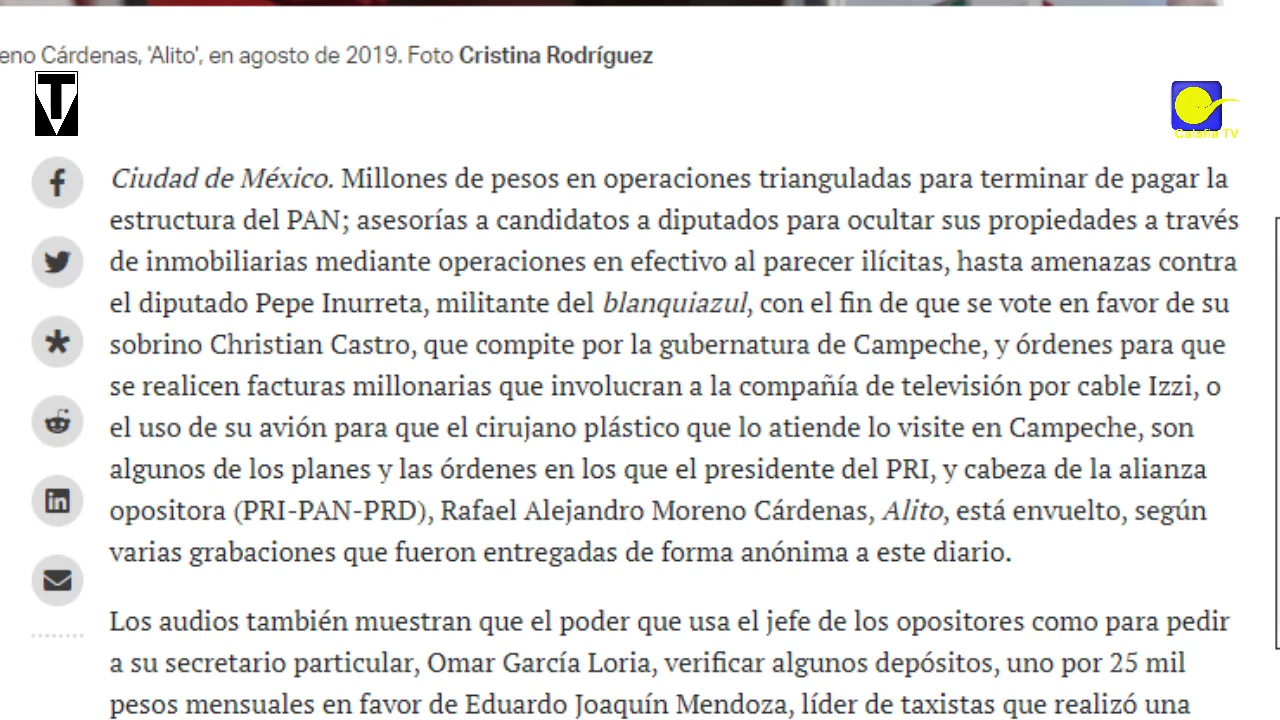 eno Cárdenas, 'Alito', en agosto de 2019. Foto Cristina Rodríguez
Calafia TV
Ciudad de México. Millones de pesos en operaciones trianguladas para terminar de pagar la
estructura del PAN; asesorías a candidatos a diputados para ocultar sus propiedades a través
de inmobiliarias mediante operaciones en efectivo al parecer ilícitas, hasta amenazas contra
el diputado Pepe Inurreta, militante del blanquiazul, con el fin de que se vote en favor de su
sobrino Christian Castro, que compite por la gubernatura de Campeche, y órdenes para que
se realicen facturas millonarias que involucran a la compañía de televisión por cable Izzi, o
el uso de su avión para que el cirujano plástico que lo atiende lo visite en Campeche, son
algunos de los planes y las órdenes en los que el presidente del PRI, y cabeza de la alianza
opositora (PRI-PAN-PRD), Rafael Alejandro Moreno Cárdenas, Alito, está envuelto, según
varias grabaciones que fueron entregadas de forma anónima a este diario.
Los audios también muestran que el poder que usa el jefe de los opositores como para pedir
a su secretario particular, Omar García Loria, verificar algunos depósitos, uno por 25 mil
pesos mensuales en favor de Eduardo Joaquín Mendoza, líder de taxistas que realizó una